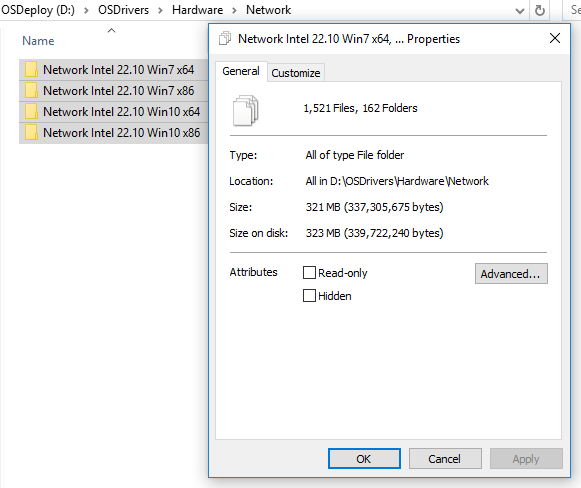 OSDeploy (D:) > OSDrivers > Hardware > Network
Se
Name
Network Intel 22.10 Win7 x64
Network Intel 22.10 Win7 x86
Network Intel 22.10 Win10 x64
Network Intel 22.10 Win10 x86
Network Intel 22.10 Win7 x64, ... Properties
General
Customize
1,521 Files, 162 Folders
Type: All of type File folder
Location: All in D:\OSDrivers\Hardware\Network
Size: 321 MB (337,305,675 bytes)
Size on disk: 323 MB (339,722,240 bytes)
Attributes Read-only Advanced...
Hidden
OK Cancel Apply